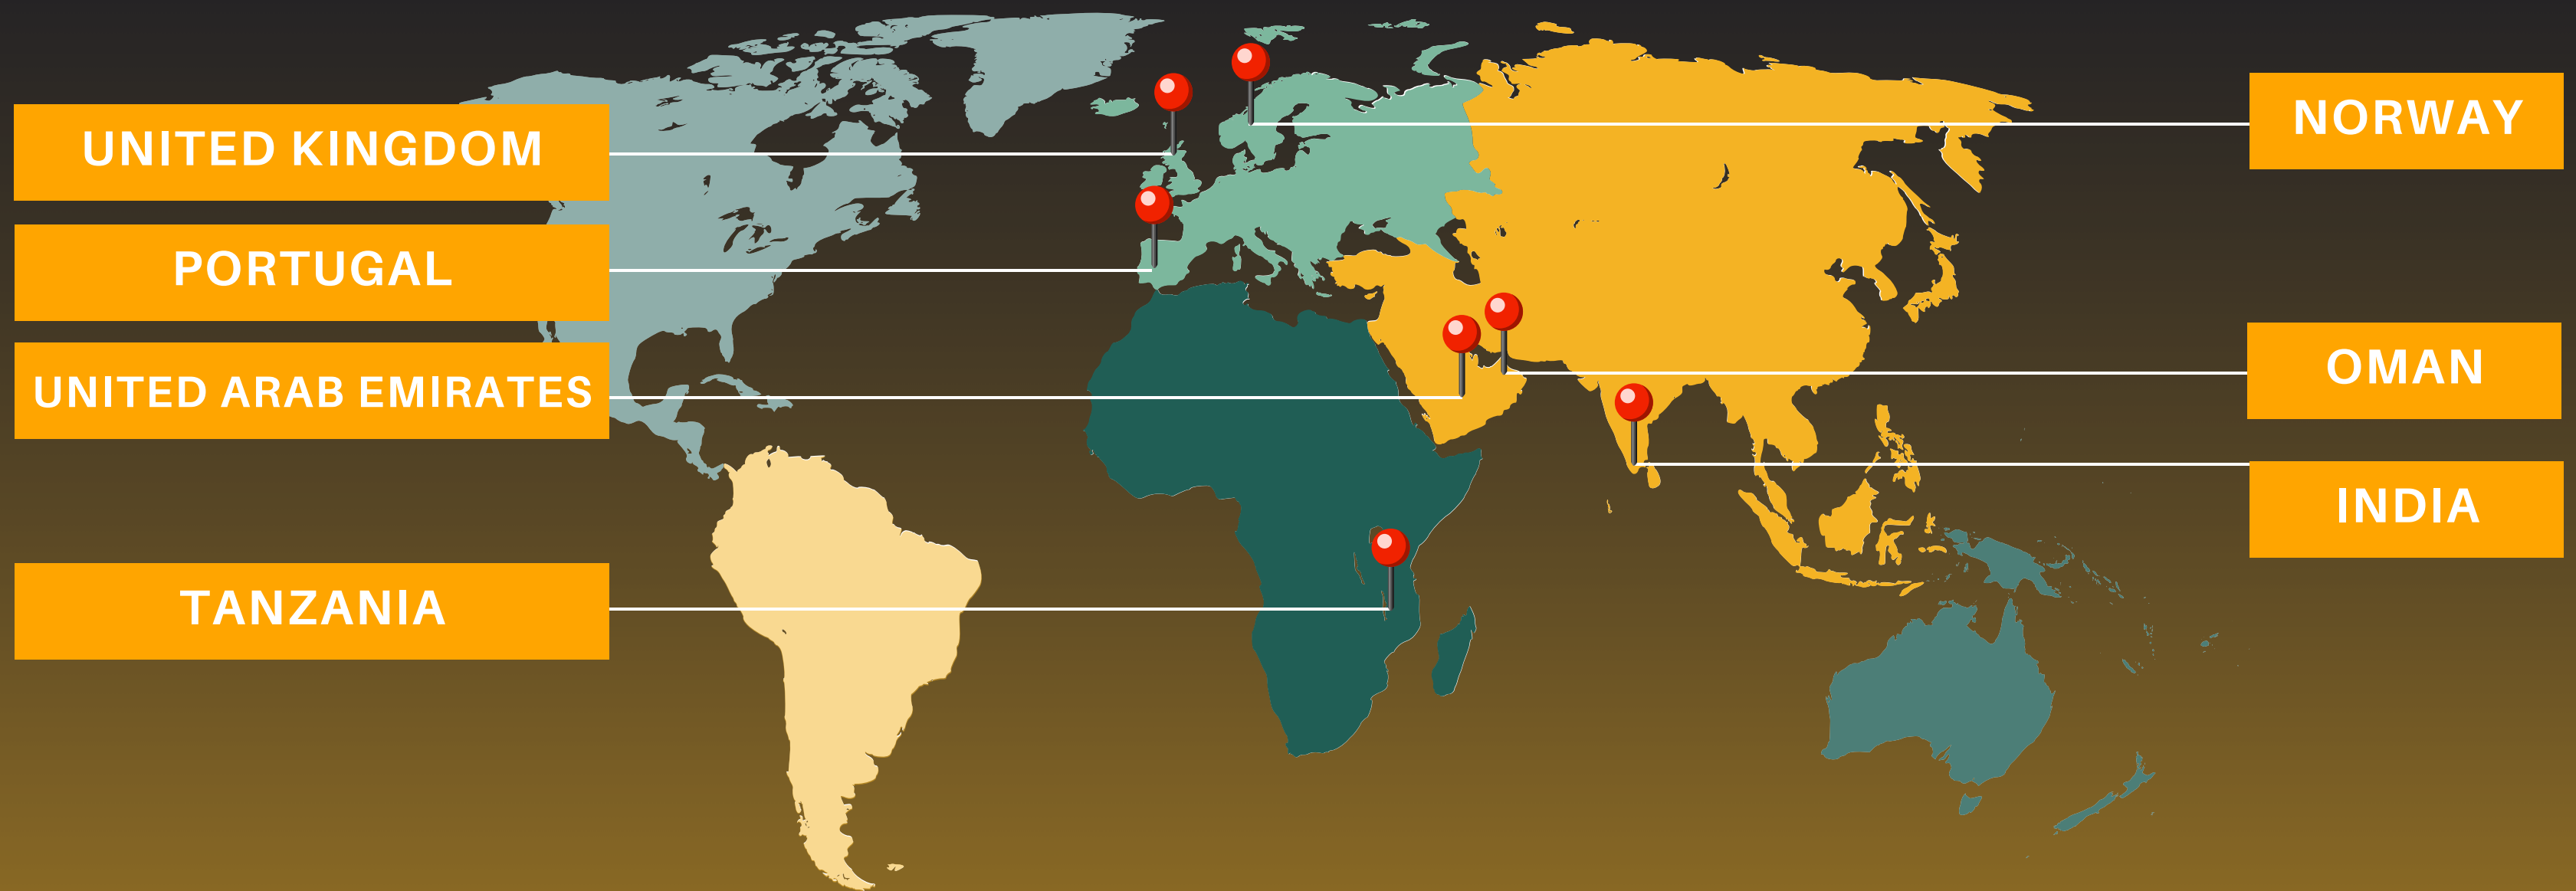 UNITED KINGDOM
PORTUGAL
UNITED ARAB EMIRATES
TANZANIA
NORWAY
OMAN
INDIA